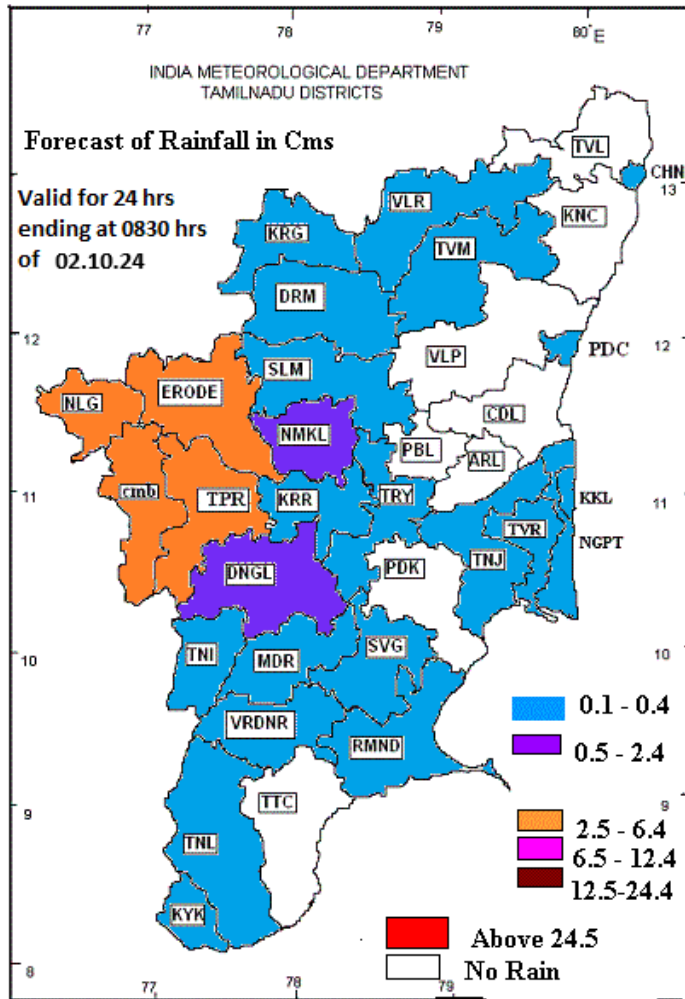 77 78 79 80° E
INDIA METEOROLOGICAL DEPARTMENT
TAMILNADU DISTRICTS
Forecast of Rainfall in Cms
TVL
CHN
13
Valid for 24 hrs
ending at 0830 hrs
of 02.10.24
VLR
KNC
KRG
TVM
DRM
12
12
VLP
PDC
SLM
ERODE
NLG
CDL
NMKL
PBL
ARL
11
cmb
TPR
KRR
TRY
KKL
11
TVR
NGPT
DNGL
PDK
TNJ
10
TNI
MDR
SVG
10
0.1 - 0.4
VRDNR
RMND
0.5 - 2.4
9
TTC
9
2.5 - 6.4
TNL
6.5 - 12.4
12.5-24.4
KYK
Above 24.5
8
No Rain
77 78 79